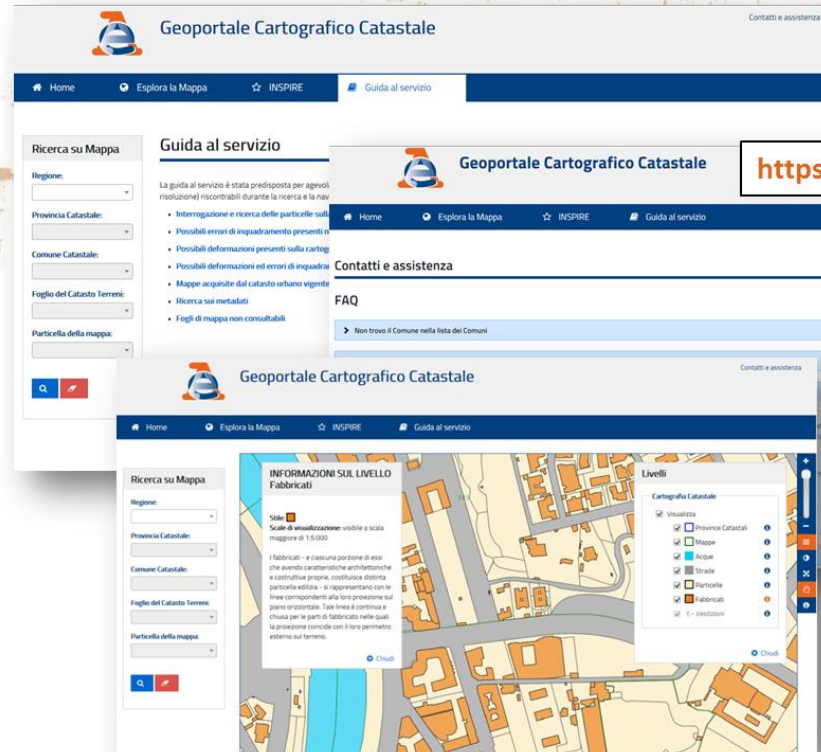 Geoportale Cartografico Catastale
Contatti e assistenza
Home
Esplora la Mappa
INSPIRE
Guida al servizio
Ricerca su Mappa
Regione:
Provincia Catastale:
Comune Catastale:
Foglio del Catasto Terreni:
Particella della mappa:
Guida al servizio
La guida al servizio è stata predisposta per
risoluzione) riscontrabili durante la ricerca e la
Interrogazione e ricerca delle particelle
Possibili errori di inquadramento presenti
Possibili deformazioni presenti sulla
Possibili deformazioni ed errori di
Mappe acquisite dal catasto urbano vigente
Ricerca sui metadati
Fogli di mappa non consultabili
Geoportale Cartografico Catastale
https
Home
Esplora la Mappa
INSPIRE
Guida al servizio
Contatti e assistenza
FAQ
Non trovo il Comune nella lista dei Comuni
Geoportale Cartografico Catastale
Contatti e assistenza
Home
Esplora la Mappa
INSPIRE
Guida al servizio
Ricerca su Mappa
Regione:
Provincia Catastale:
Comune Catastale:
Foglio del Catasto Terreni:
Particella della mappa:
INFORMAZIONI SUL LIVELLO
Fabbricati
Stile:
Scale di visualizzazione: visibile a scala
maggiore di 1:5.000
I fabbricati - e ciascuna porzione di essi
che avendo caratteristiche architettoniche
e costruttive proprie, costituisce distinta
particella edilizia - si rappresentano con le
linee corrispondenti alla loro proiezione sul
piano orizzontale. Tale linea è continua e
chiusa per le parti di fabbricato nelle quali
la proiezione coincide con il loro perimetro
esterno sul terreno.
Chiudi
Livelli
Cartografia Catastale
Visualizza
Province Catastali
Mappe
Acque
Strade
Particelle
Fabbricati
t - Vestizioni
Chiudi